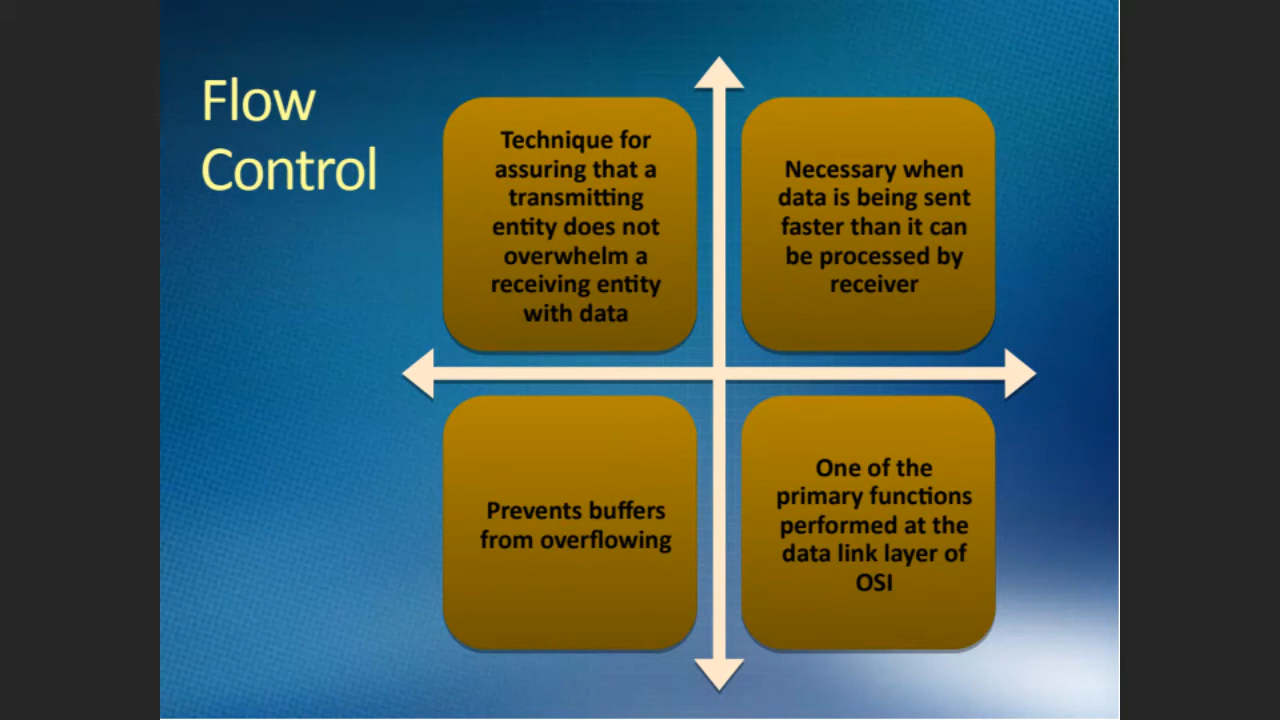 Flow
Control
Technique for
assuring that a
transmitting
entity does not
overwhelm a
receiving entity
with data
Necessary when
data is being sent
faster than it can
be processed by
receiver
Prevents buffers
from overflowing
One of the
primary functions
performed at the
data link layer of
OSI